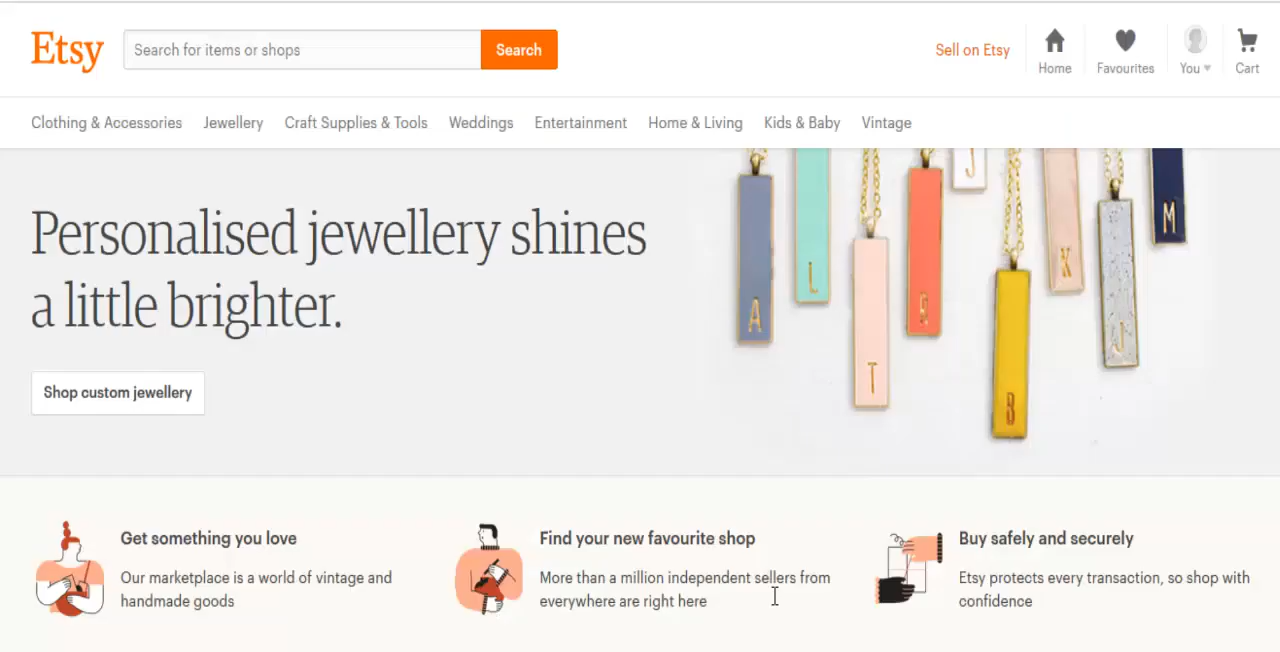 Etsy
Search for items or shops
Search
Sell on Etsy
Home
Favourites
You
Cart
Clothing & Accessories
Jewellery
Craft Supplies & Tools
Weddings
Entertainment
Home & Living
Kids & Baby
Vintage
Personalised jewellery shines
a little brighter.
Shop custom jewellery
A
L
T
J
B
K
J
M
Get something you love
Our marketplace is a world of vintage and
handmade goods
Find your new favourite shop
More than a million independent sellers from
everywhere are right here
Buy safely and securely
Etsy protects every transaction, so shop with
confidence